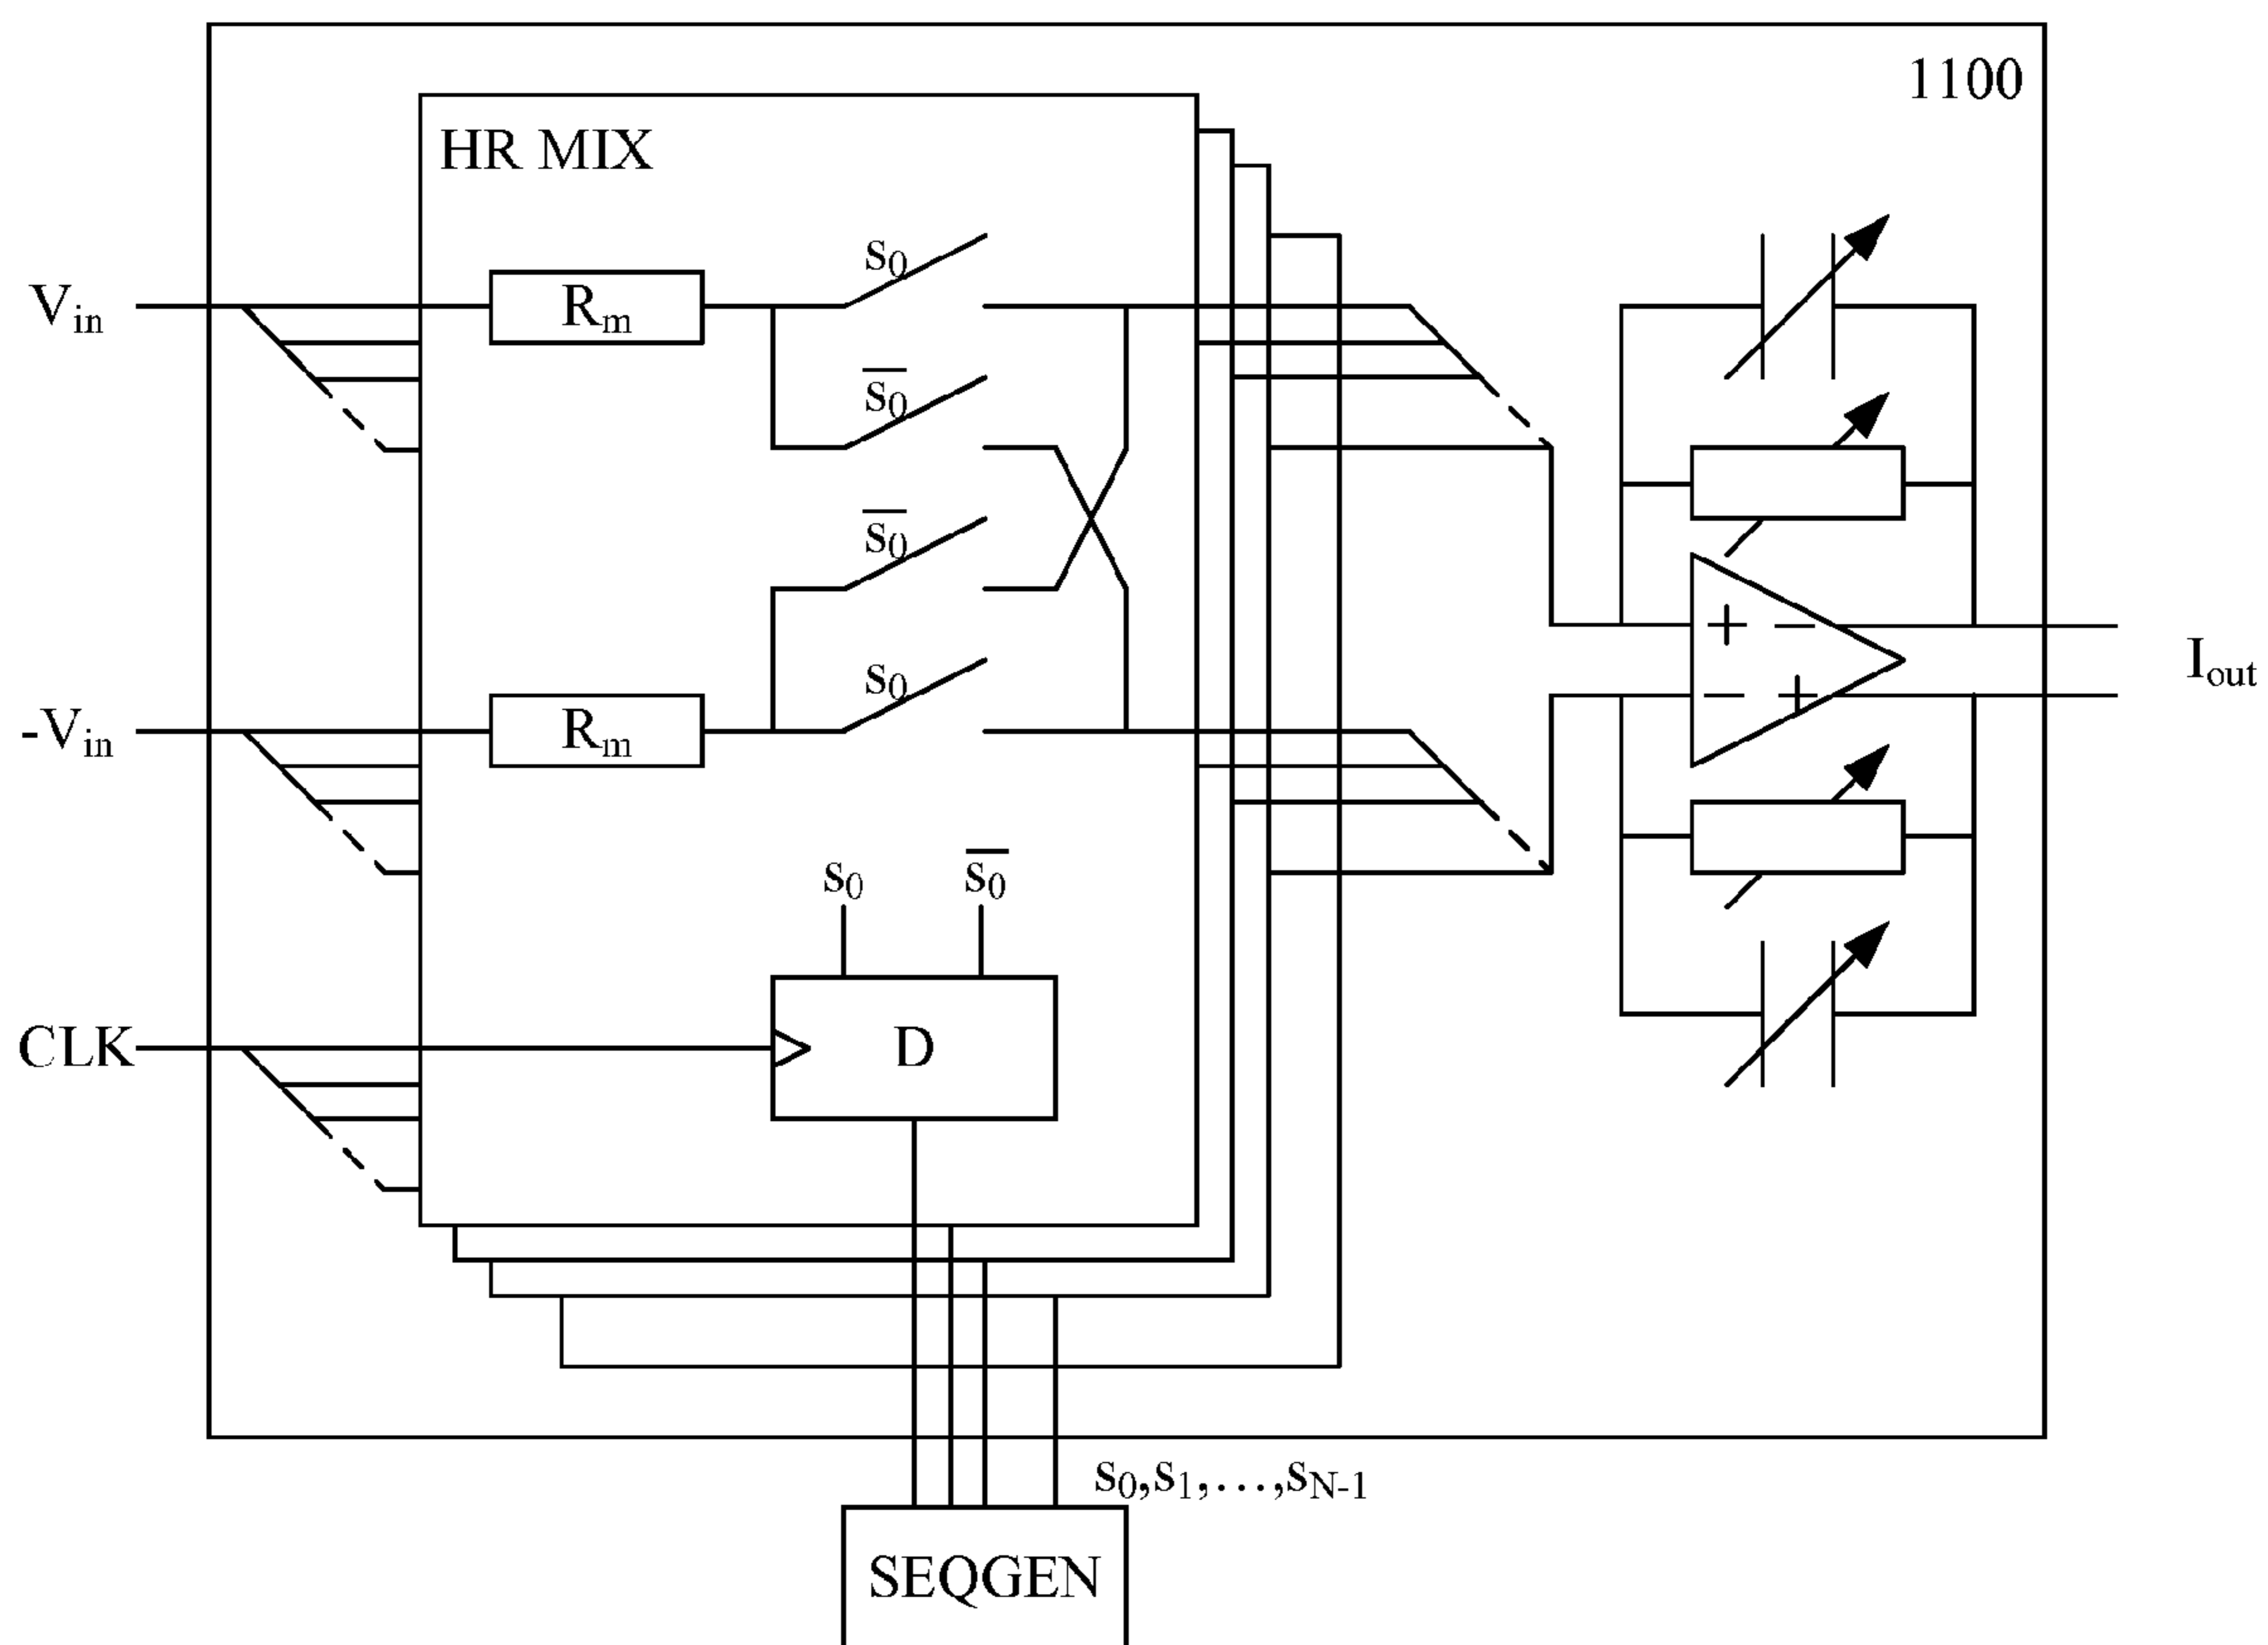 1100
HR MIX
V_in
R_m
s_0
s̅_0
s̅_0
-V_in
R_m
s_0
+ −
− +
I_out
s_0
s̅_0
CLK
D
s_0,s_1,…,s_N-1
SEQGEN